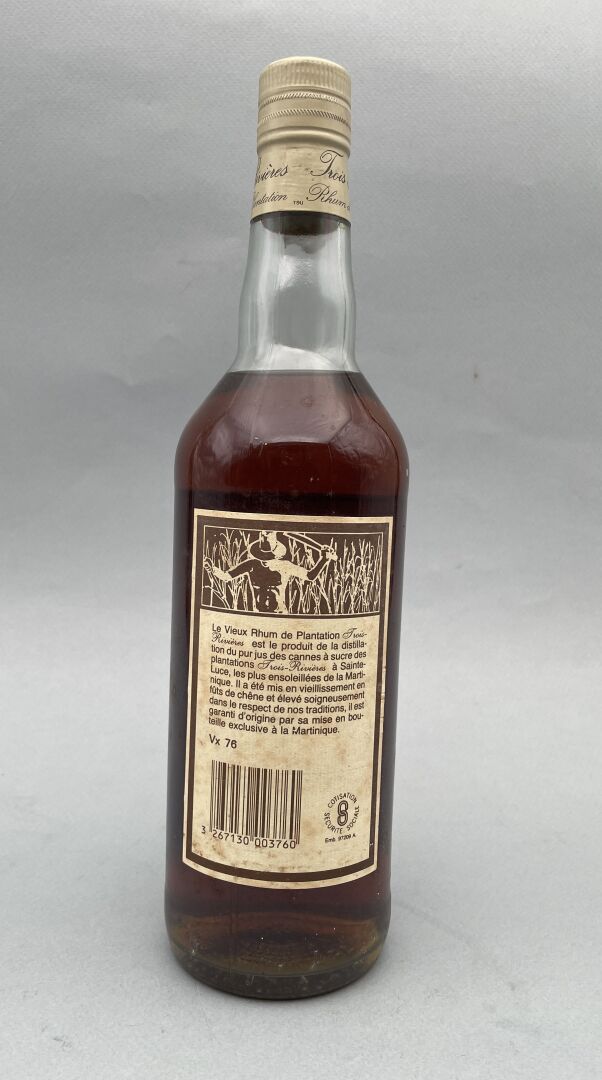 Rivières Trois
Plantation TSU Rhum
Le Vieux Rhum de Plantation Trois-
Rivières est le produit de la distilla-
tion du pur jus des cannes à sucre des
plantations Trois-Rivières à Sainte-
Luce, les plus ensoleillées de la Marti-
nique. Il a été mis en vieillissement en
fûts de chêne et élevé soigneusement
dans le respect de nos traditions, il est
garanti d'origine par sa mise en bou-
teille exclusive à la Martinique.
Vx 76
3 267130 003760
COTISATION
SÉCURITÉ SOCIALE
Emb. 97209 A.